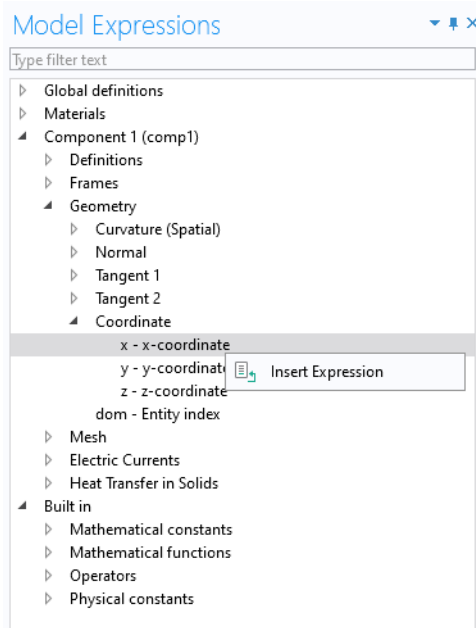 Model Expressions
Type filter text
Global definitions
Materials
Component 1 (comp1)
Definitions
Frames
Geometry
Curvature (Spatial)
Normal
Tangent 1
Tangent 2
Coordinate
x - x-coordinate
y - y-coordinate
Insert Expression
z - z-coordinate
dom - Entity index
Mesh
Electric Currents
Heat Transfer in Solids
Built in
Mathematical constants
Mathematical functions
Operators
Physical constants